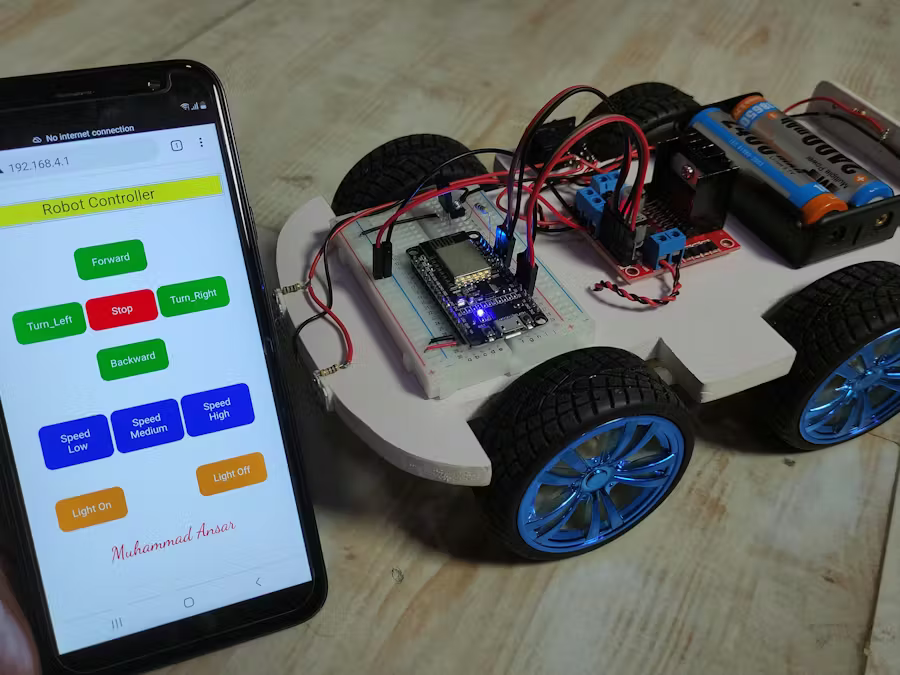 No internet connection
192.168.4.1
Robot Controller
Forward
Turn_Left
Stop
Turn_Right
Backward
Speed
Low
Speed
Medium
Speed
High
Light On
Light Off
Muhammad Ansar